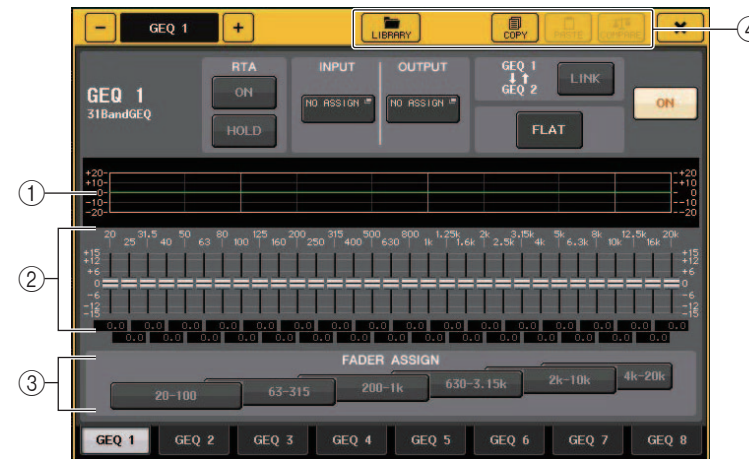 GEQ 1
LIBRARY
COPY
PASTE
COMPARE
4
RTA
INPUT
OUTPUT
GEQ 1
GEQ 2
LINK
GEQ 1
31BandGEQ
ON
NO ASSIGN
NO ASSIGN
ON
HOLD
FLAT
1
+20 +20
+10 +10
0 0
-10 -10
-20 -20
20 31.5 50 80 125 200 315 500 800 1.25k 2k 3.15k 5k 8k 12.5k 20k
25 40 63 100 160 250 400 630 1k 1.6k 2.5k 4k 6.3k 10k 16k
2
+15 +15
+12 +12
+6 +6
0 0
-6 -6
-12 -12
-15 -15
0.0 0.0 0.0 0.0 0.0 0.0 0.0 0.0 0.0 0.0 0.0 0.0 0.0 0.0 0.0 0.0
0.0 0.0 0.0 0.0 0.0 0.0 0.0 0.0 0.0 0.0 0.0 0.0 0.0 0.0 0.0
3
FADER ASSIGN
20-100 63-315 200-1k 630-3.15k 2k-10k 4k-20k
GEQ 1 GEQ 2 GEQ 3 GEQ 4 GEQ 5 GEQ 6 GEQ 7 GEQ 8